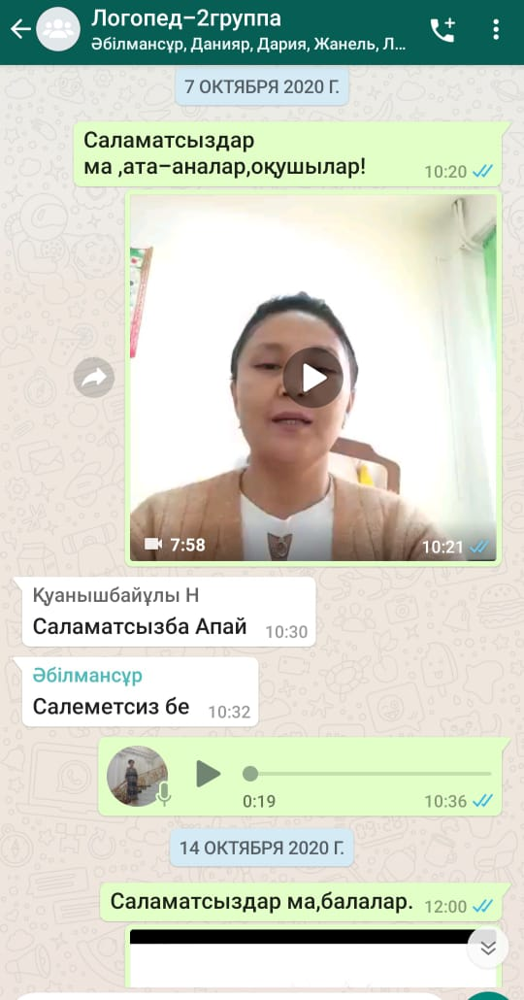 Логопед–2группа
Әбілмансұр, Данияр, Дария, Жанель, Л...
7 ОКТЯБРЯ 2020 Г.
Саламатсыздар
ма ,ата–аналар,оқушылар!
10:20
7:58
10:21
Қуанышбайұлы Н
Саламатсызба Апай
10:30
Әбілмансұр
Салеметсиз бе
10:32
0:19
10:36
14 ОКТЯБРЯ 2020 Г.
Саламатсыздар ма,балалар.
12:00